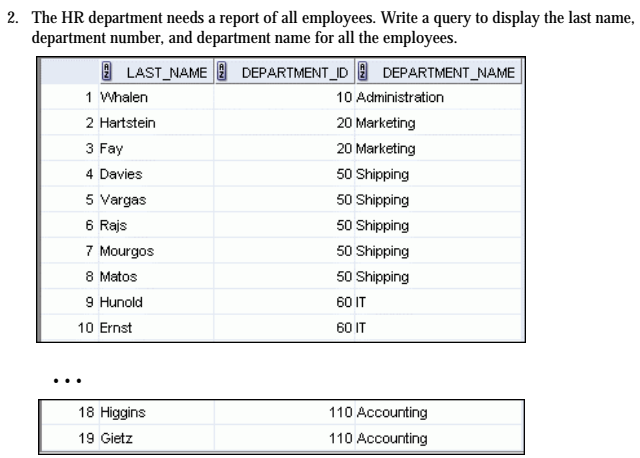 2. The HR department needs a report of all employees. Write a query to display the last name,
department number, and department name for all the employees.
LAST_NAME DEPARTMENT_ID DEPARTMENT_NAME
1 Whalen 10 Administration
2 Hartstein 20 Marketing
3 Fay 20 Marketing
4 Davies 50 Shipping
5 Vargas 50 Shipping
6 Rajs 50 Shipping
7 Mourgos 50 Shipping
8 Matos 50 Shipping
9 Hunold 60 IT
10 Ernst 60 IT
...
18 Higgins 110 Accounting
19 Gietz 110 Accounting